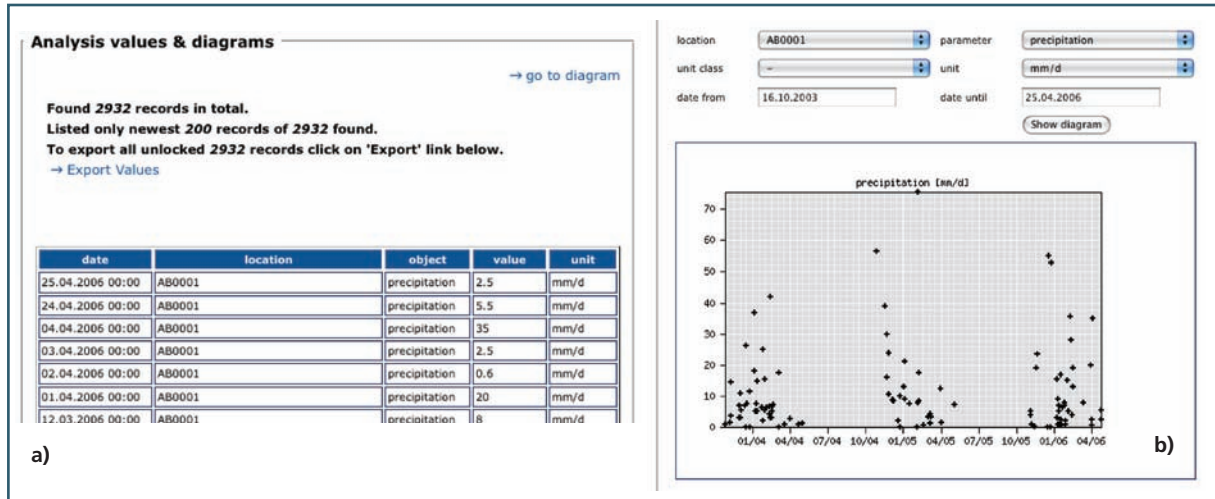 Analysis values & diagrams
→ go to diagram
Found 2932 records in total.
Listed only newest 200 records of 2932 found.
To export all unlocked 2932 records click on 'Export' link below.
→ Export Values
date location object value unit
25.04.2006 00:00 AB0001 precipitation 2.5 mm/d
24.04.2006 00:00 AB0001 precipitation 5.5 mm/d
04.04.2006 00:00 AB0001 precipitation 35 mm/d
03.04.2006 00:00 AB0001 precipitation 2.5 mm/d
02.04.2006 00:00 AB0001 precipitation 0.6 mm/d
01.04.2006 00:00 AB0001 precipitation 20 mm/d
12.03.2006 00:00 AB0001 precipitation 8 mm/d
a)
location AB0001 parameter precipitation
unit class - unit mm/d
date from 16.10.2003 date until 25.04.2006
Show diagram
precipitation [mm/d]
70
60
50
40
30
20
10
0
01/04 04/04 07/04 10/04 01/05 04/05 07/05 10/05 01/06 04/06
b)